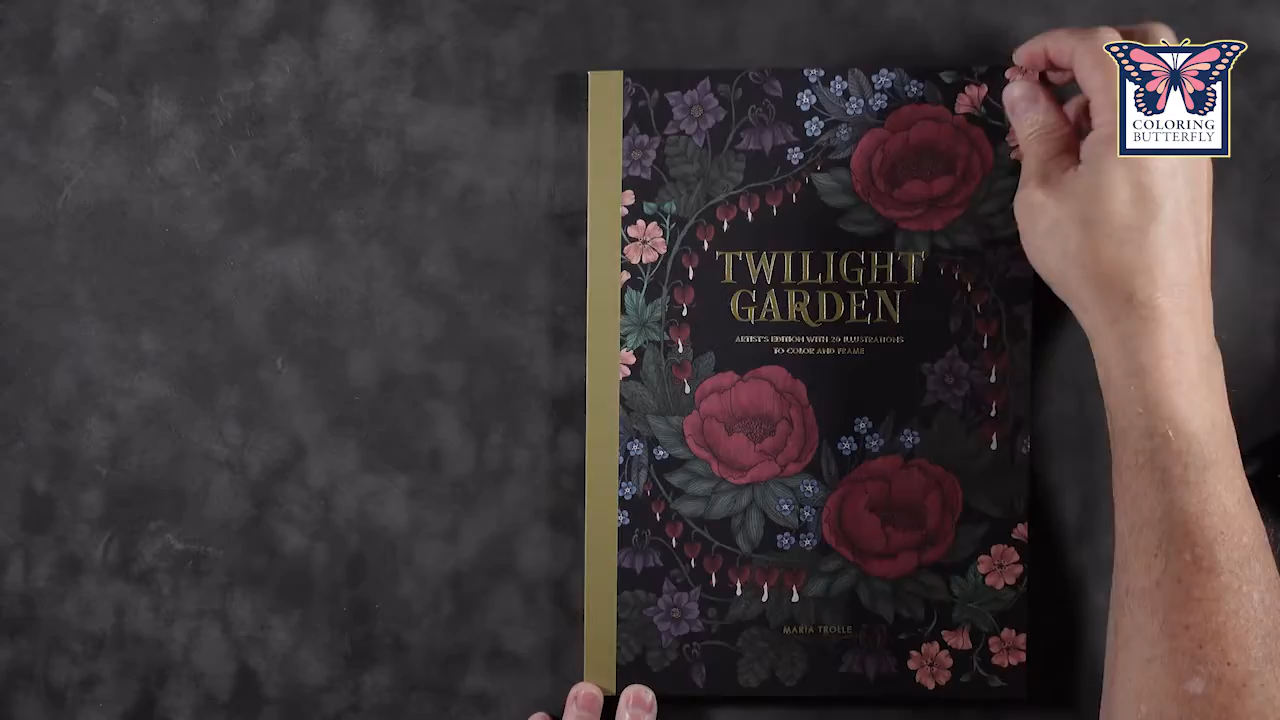 TWILIGHT
GARDEN
ARTIST'S EDITION WITH 20 ILLUSTRATIONS
TO COLOR AND FRAME
MARIA TROLLE
COLORING
BUTTERFLY